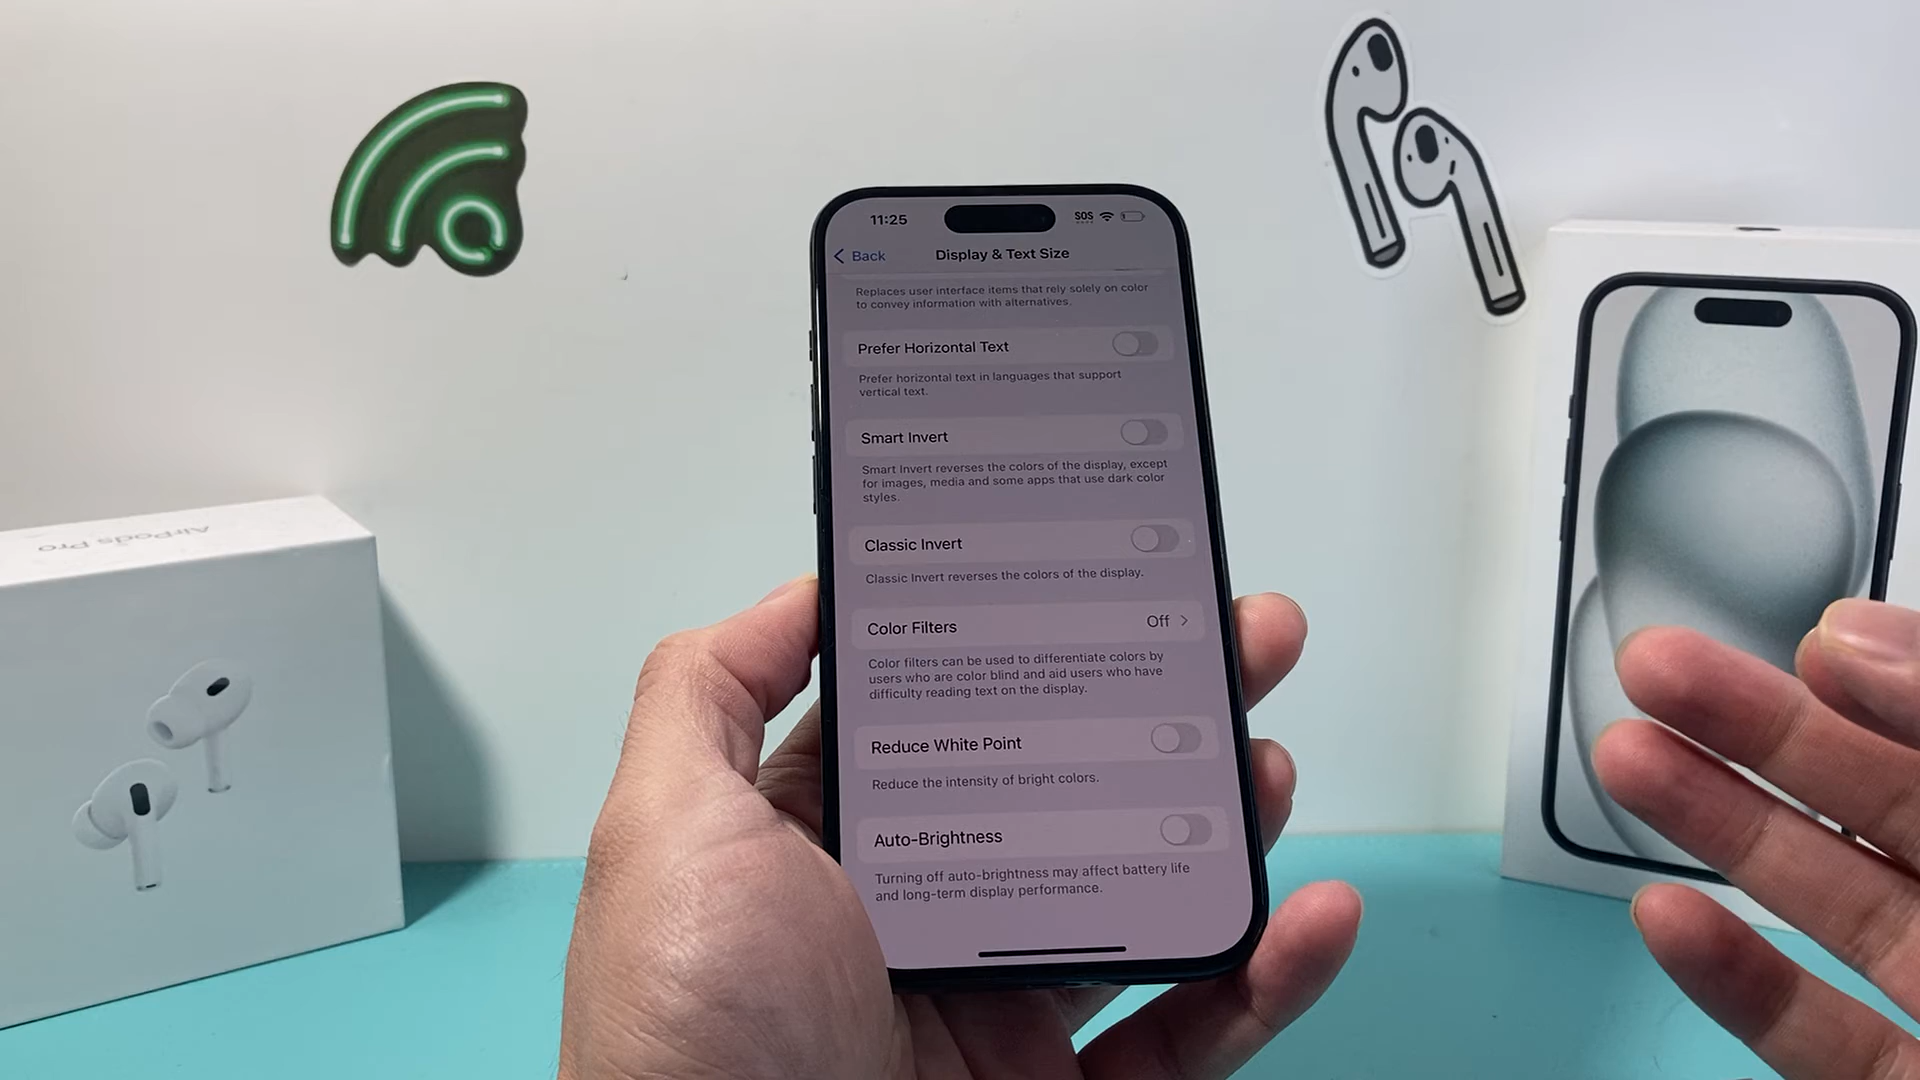 11:25
SOS
Back
Display & Text Size
Replaces user interface items that rely solely on color
to convey information with alternatives.
Prefer Horizontal Text
Prefer horizontal text in languages that support
vertical text.
Smart Invert
Smart Invert reverses the colors of the display, except
for images, media and some apps that use dark color
styles.
Classic Invert
Classic Invert reverses the colors of the display.
Color Filters
Off
Color filters can be used to differentiate colors by
users who are color blind and aid users who have
difficulty reading text on the display.
Reduce White Point
Reduce the intensity of bright colors.
Auto-Brightness
Turning off auto-brightness may affect battery life
and long-term display performance.
AirPods Pro